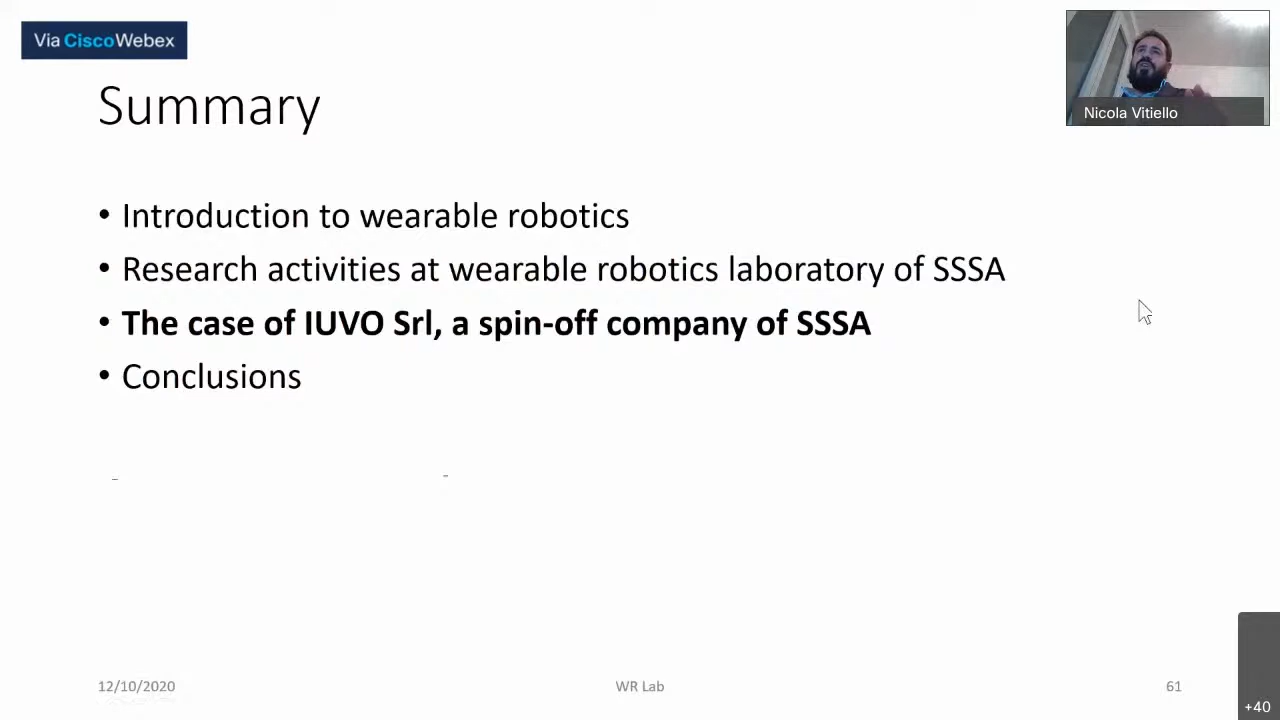 Via CiscoWebex
Nicola Vitiello
Summary
• Introduction to wearable robotics
• Research activities at wearable robotics laboratory of SSSA
• The case of IUVO Srl, a spin-off company of SSSA
• Conclusions
12/10/2020
WR Lab
61
+40